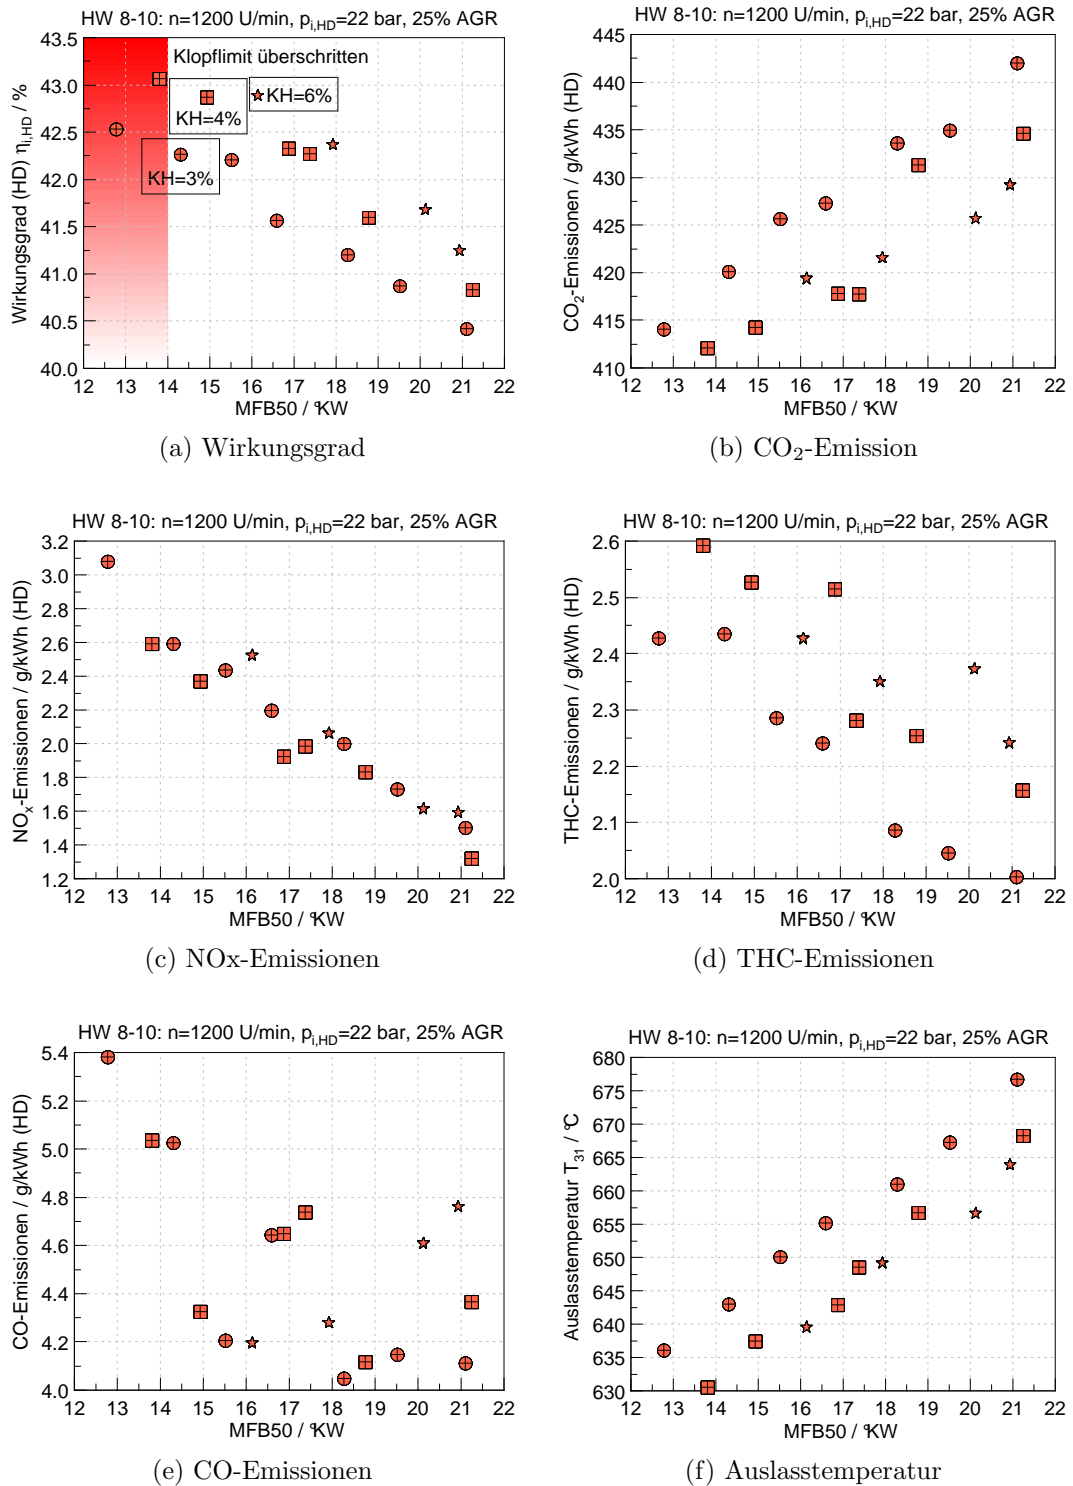 HW 8-10: n=1200 U/min, p_i,HD=22 bar, 25% AGR
Wirkungsgrad (HD) η_i,HD / %
43.5
43.0
42.5
42.0
41.5
41.0
40.5
40.0
Klopflimit überschritten
KH=6%
KH=4%
KH=3%
12 13 14 15 16 17 18 19 20 21 22
MFB50 / °KW
(a) Wirkungsgrad
HW 8-10: n=1200 U/min, p_i,HD=22 bar, 25% AGR
CO₂-Emissionen / g/kWh (HD)
445
440
435
430
425
420
415
410
12 13 14 15 16 17 18 19 20 21 22
MFB50 / °KW
(b) CO₂-Emission
HW 8-10: n=1200 U/min, p_i,HD=22 bar, 25% AGR
NOₓ-Emissionen / g/kWh (HD)
3.2
3.0
2.8
2.6
2.4
2.2
2.0
1.8
1.6
1.4
1.2
12 13 14 15 16 17 18 19 20 21 22
MFB50 / °KW
(c) NOx-Emissionen
HW 8-10: n=1200 U/min, p_i,HD=22 bar, 25% AGR
THC-Emissionen / g/kWh (HD)
2.6
2.5
2.4
2.3
2.2
2.1
2.0
12 13 14 15 16 17 18 19 20 21 22
MFB50 / °KW
(d) THC-Emissionen
HW 8-10: n=1200 U/min, p_i,HD=22 bar, 25% AGR
CO-Emissionen / g/kWh (HD)
5.4
5.2
5.0
4.8
4.6
4.4
4.2
4.0
12 13 14 15 16 17 18 19 20 21 22
MFB50 / °KW
(e) CO-Emissionen
HW 8-10: n=1200 U/min, p_i,HD=22 bar, 25% AGR
Auslasstemperatur T₃₁ / °C
680
675
670
665
660
655
650
645
640
635
630
12 13 14 15 16 17 18 19 20 21 22
MFB50 / °KW
(f) Auslasstemperatur